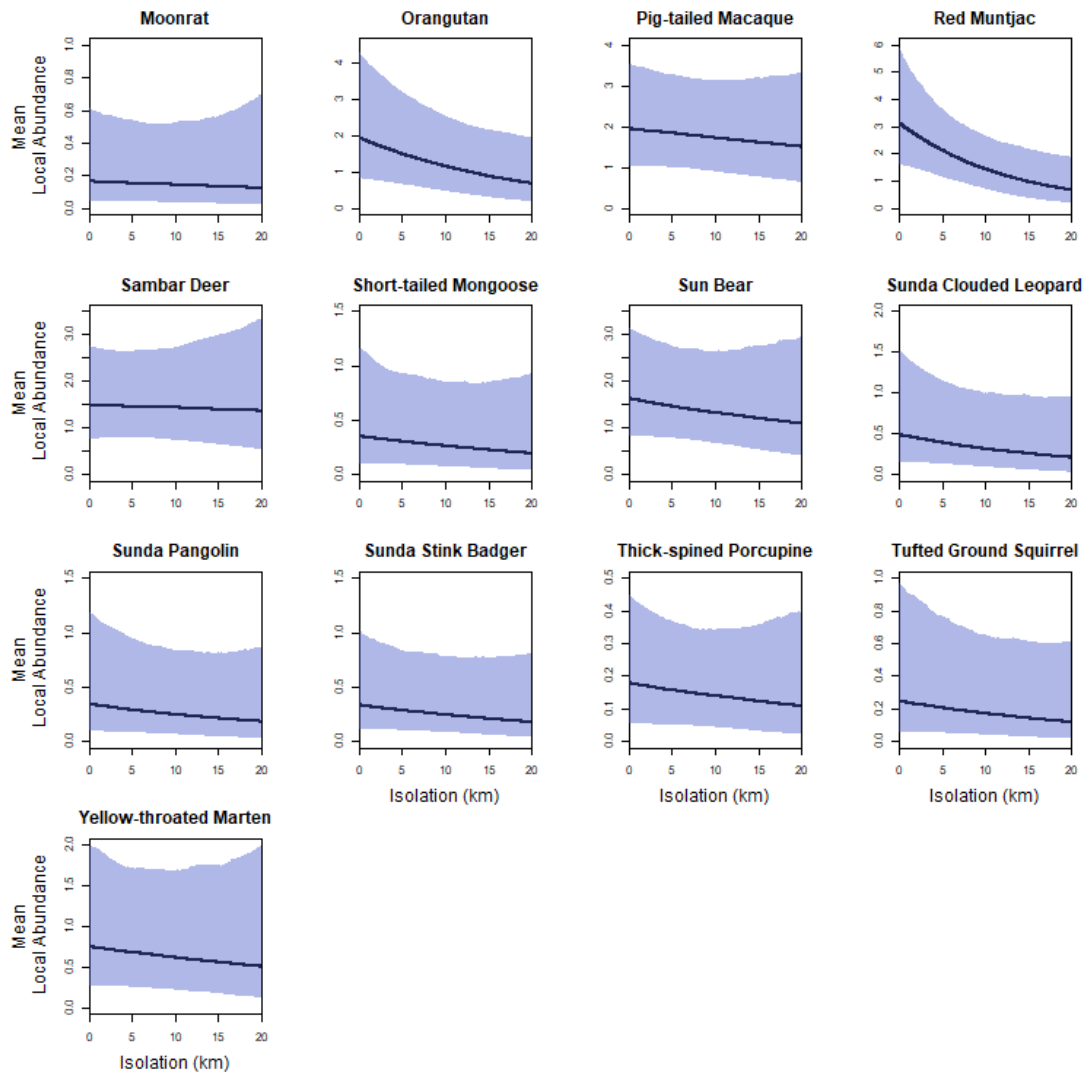 Moonrat
Orangutan
Pig-tailed Macaque
Red Muntjac
Mean
Local Abundance
0.0 0.2 0.4 0.6 0.8 1.0
0 5 10 15 20
0 1 2 3 4
0 5 10 15 20
0 1 2 3 4
0 5 10 15 20
0 1 2 3 4 5 6
0 5 10 15 20
Sambar Deer
Short-tailed Mongoose
Sun Bear
Sunda Clouded Leopard
Mean
Local Abundance
0.0 1.0 2.0 3.0
0 5 10 15 20
0.0 0.5 1.0 1.5
0 5 10 15 20
0.0 1.0 2.0 3.0
0 5 10 15 20
0.0 0.5 1.0 1.5 2.0
0 5 10 15 20
Sunda Pangolin
Sunda Stink Badger
Thick-spined Porcupine
Tufted Ground Squirrel
Mean
Local Abundance
0.0 0.5 1.0 1.5
0 5 10 15 20
0.0 0.5 1.0 1.5
0 5 10 15 20
0.0 0.1 0.2 0.3 0.4 0.5
0 5 10 15 20
0.0 0.2 0.4 0.6 0.8 1.0
0 5 10 15 20
Isolation (km)
Isolation (km)
Isolation (km)
Yellow-throated Marten
Mean
Local Abundance
0.0 0.5 1.0 1.5 2.0
0 5 10 15 20
Isolation (km)